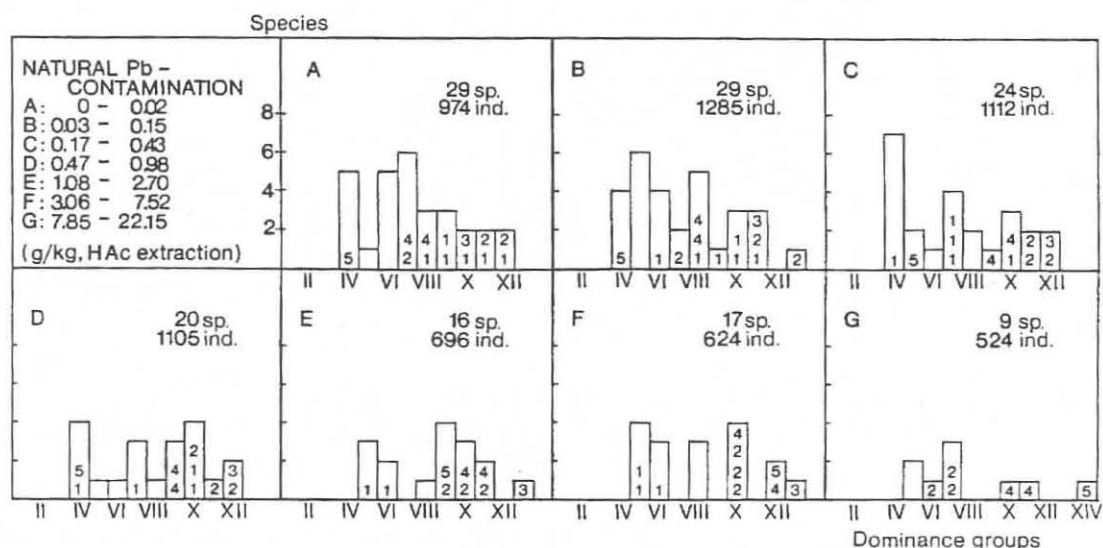 Species
NATURAL Pb -
CONTAMINATION
A: 0 - 0.02
B: 0.03 - 0.15
C: 0.17 - 0.43
D: 0.47 - 0.98
E: 1.08 - 2.70
F: 3.06 - 7.52
G: 7.85 - 22.15
(g/kg, HAc extraction)
8
6
4
2
A
29 sp.
974 ind.
4 4 1 3 2 2
5 2 1 1 1 1 1
II IV VI VIII X XII
B
29 sp.
1285 ind.
4 3
4 1 2
5 1 2 1 1 1 1 2
II IV VI VIII X XII
C
24 sp.
1112 ind.
1
1 4 2 3
1 5 1 4 1 2 2
II IV VI VIII X XII
D
20 sp.
1105 ind.
2
5 4 1 3
1 1 4 1 2 2
II IV VI VIII X XII
E
16 sp.
696 ind.
5 4 4
1 1 2 2 2 3
II IV VI VIII X XII
F
17 sp.
624 ind.
4
2
1 2 5
1 1 2 4 3
II IV VI VIII X XII
G
9 sp.
524 ind.
2
2 2 4 4 5
II IV VI VIII X XII XIV
Dominance groups